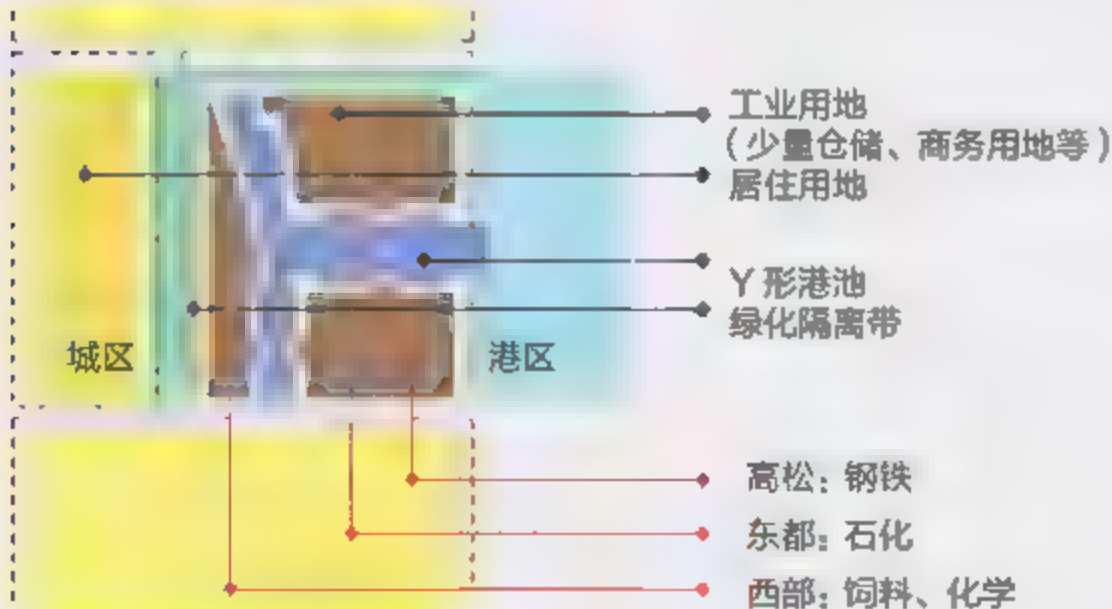 工业用地
(少量仓储、商务用地等)
居住用地
Y 形港池
绿化隔离带
城区
港区
高松: 钢铁
东都: 石化
西部: 饲料、化学